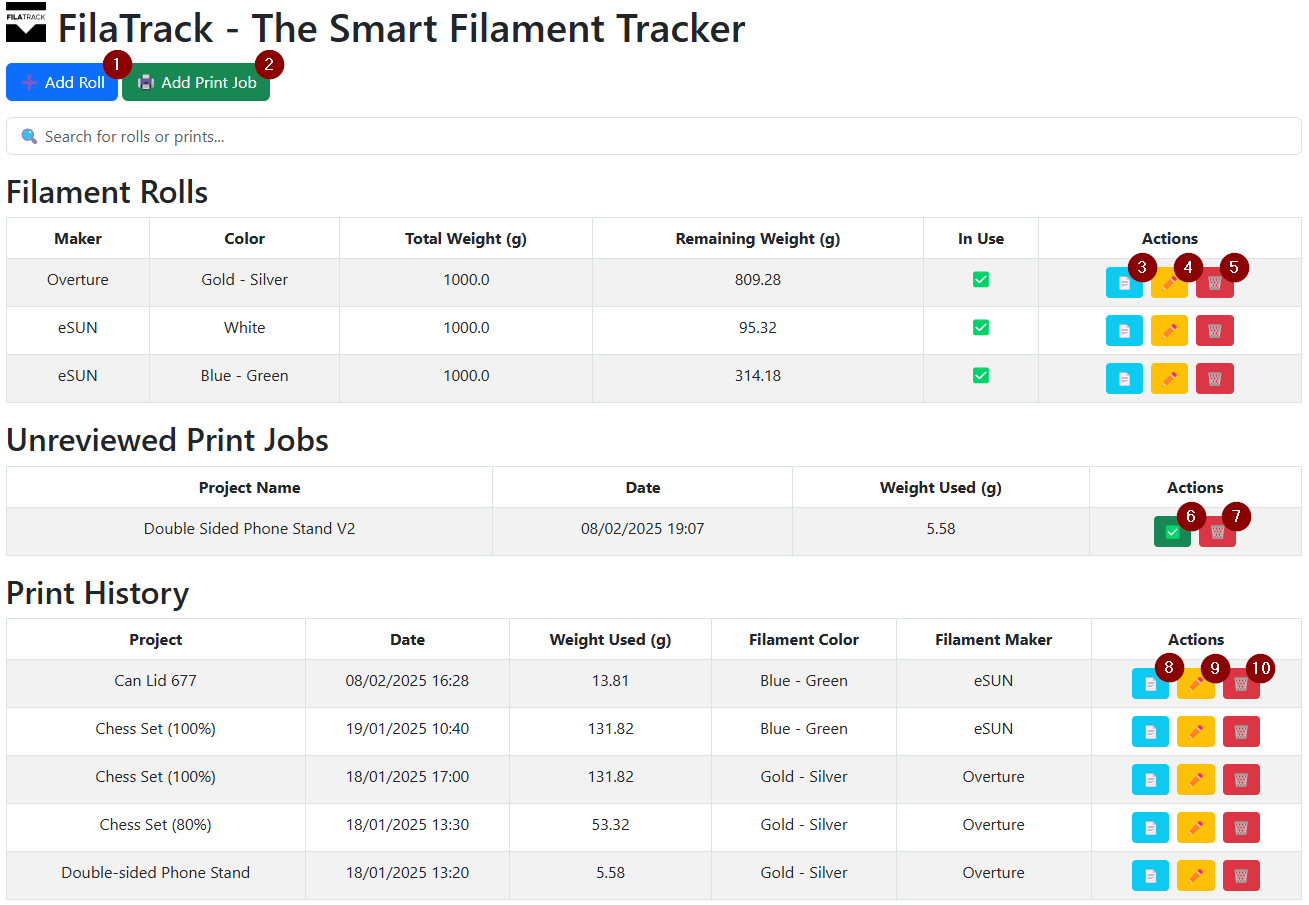 FILATRACK
FilaTrack - The Smart Filament Tracker
1 2
Add Roll Add Print Job
Search for rolls or prints...
Filament Rolls
Maker Color Total Weight (g) Remaining Weight (g) In Use Actions
3 4 5
Overture Gold - Silver 1000.0 809.28
eSUN White 1000.0 95.32
eSUN Blue - Green 1000.0 314.18
Unreviewed Print Jobs
Project Name Date Weight Used (g) Actions
6 7
Double Sided Phone Stand V2 08/02/2025 19:07 5.58
Print History
Project Date Weight Used (g) Filament Color Filament Maker Actions
8 9 10
Can Lid 677 08/02/2025 16:28 13.81 Blue - Green eSUN
Chess Set (100%) 19/01/2025 10:40 131.82 Blue - Green eSUN
Chess Set (100%) 18/01/2025 17:00 131.82 Gold - Silver Overture
Chess Set (80%) 18/01/2025 13:30 53.32 Gold - Silver Overture
Double-sided Phone Stand 18/01/2025 13:20 5.58 Gold - Silver Overture